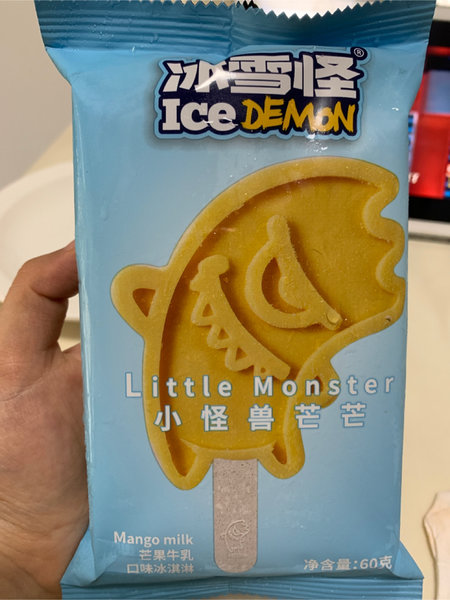 冰雪怪®
Ice DEMON
Little Monster
小怪兽芒芒
Mango milk
芒果牛乳
口味冰淇淋
净含量:60克